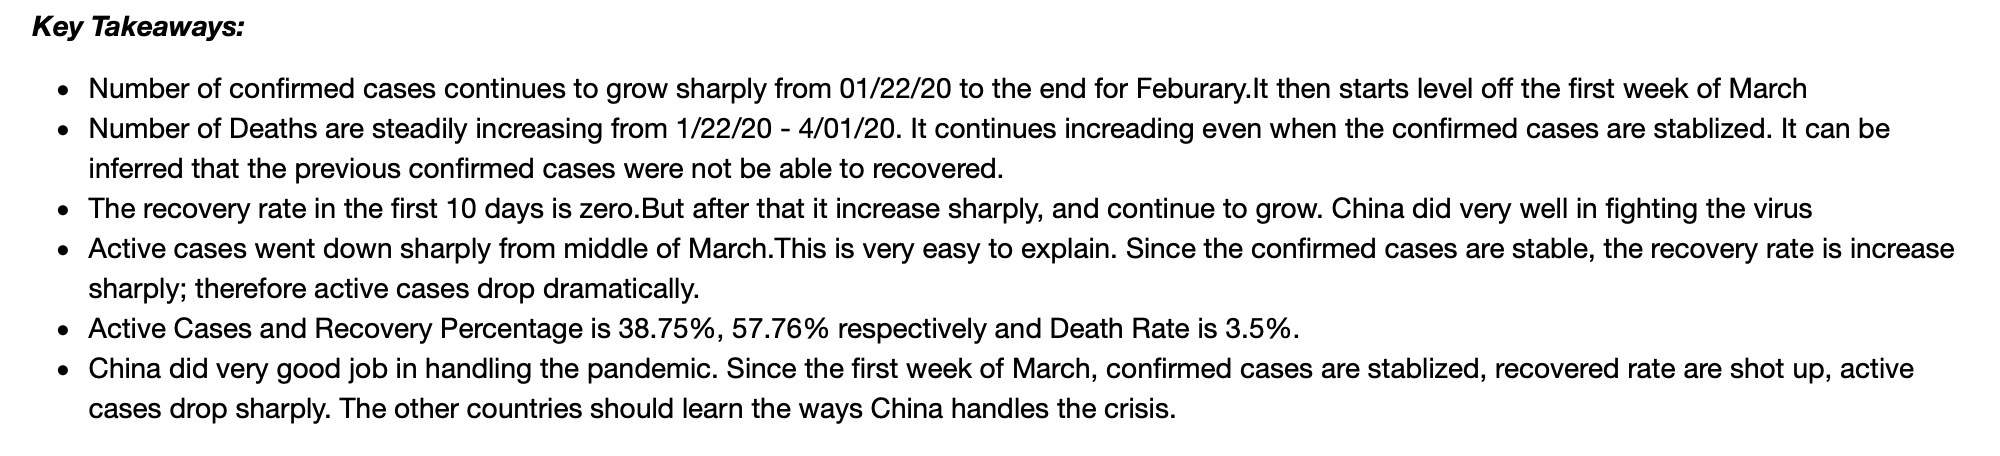 Key Takeaways:
• Number of confirmed cases continues to grow sharply from 01/22/20 to the end for Feburary.It then starts level off the first week of March
• Number of Deaths are steadily increasing from 1/22/20 - 4/01/20. It continues increading even when the confirmed cases are stablized. It can be
inferred that the previous confirmed cases were not be able to recovered.
• The recovery rate in the first 10 days is zero.But after that it increase sharply, and continue to grow. China did very well in fighting the virus
• Active cases went down sharply from middle of March.This is very easy to explain. Since the confirmed cases are stable, the recovery rate is increase
sharply; therefore active cases drop dramatically.
• Active Cases and Recovery Percentage is 38.75%, 57.76% respectively and Death Rate is 3.5%.
• China did very good job in handling the pandemic. Since the first week of March, confirmed cases are stablized, recovered rate are shot up, active
cases drop sharply. The other countries should learn the ways China handles the crisis.